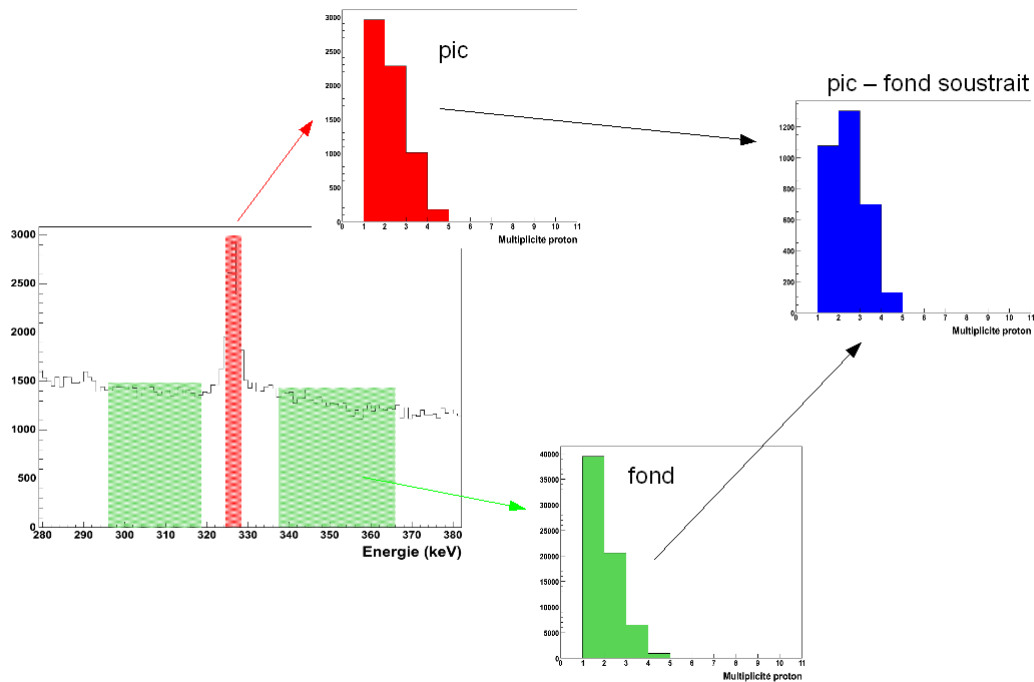 pic
3000
2500
2000
1500
1000
500
0
0 1 2 3 4 5 6 7 8 9 10 11
Multiplicite proton
pic – fond soustrait
1200
1000
800
600
400
200
0
0 1 2 3 4 5 6 7 8 9 10 11
Multiplicite proton
3000
2500
2000
1500
1000
500
0
280 290 300 310 320 330 340 350 360 370 380
Energie (keV)
fond
40000
35000
30000
25000
20000
15000
10000
5000
0
0 1 2 3 4 5 6 7 8 9 10 11
Multiplicité proton